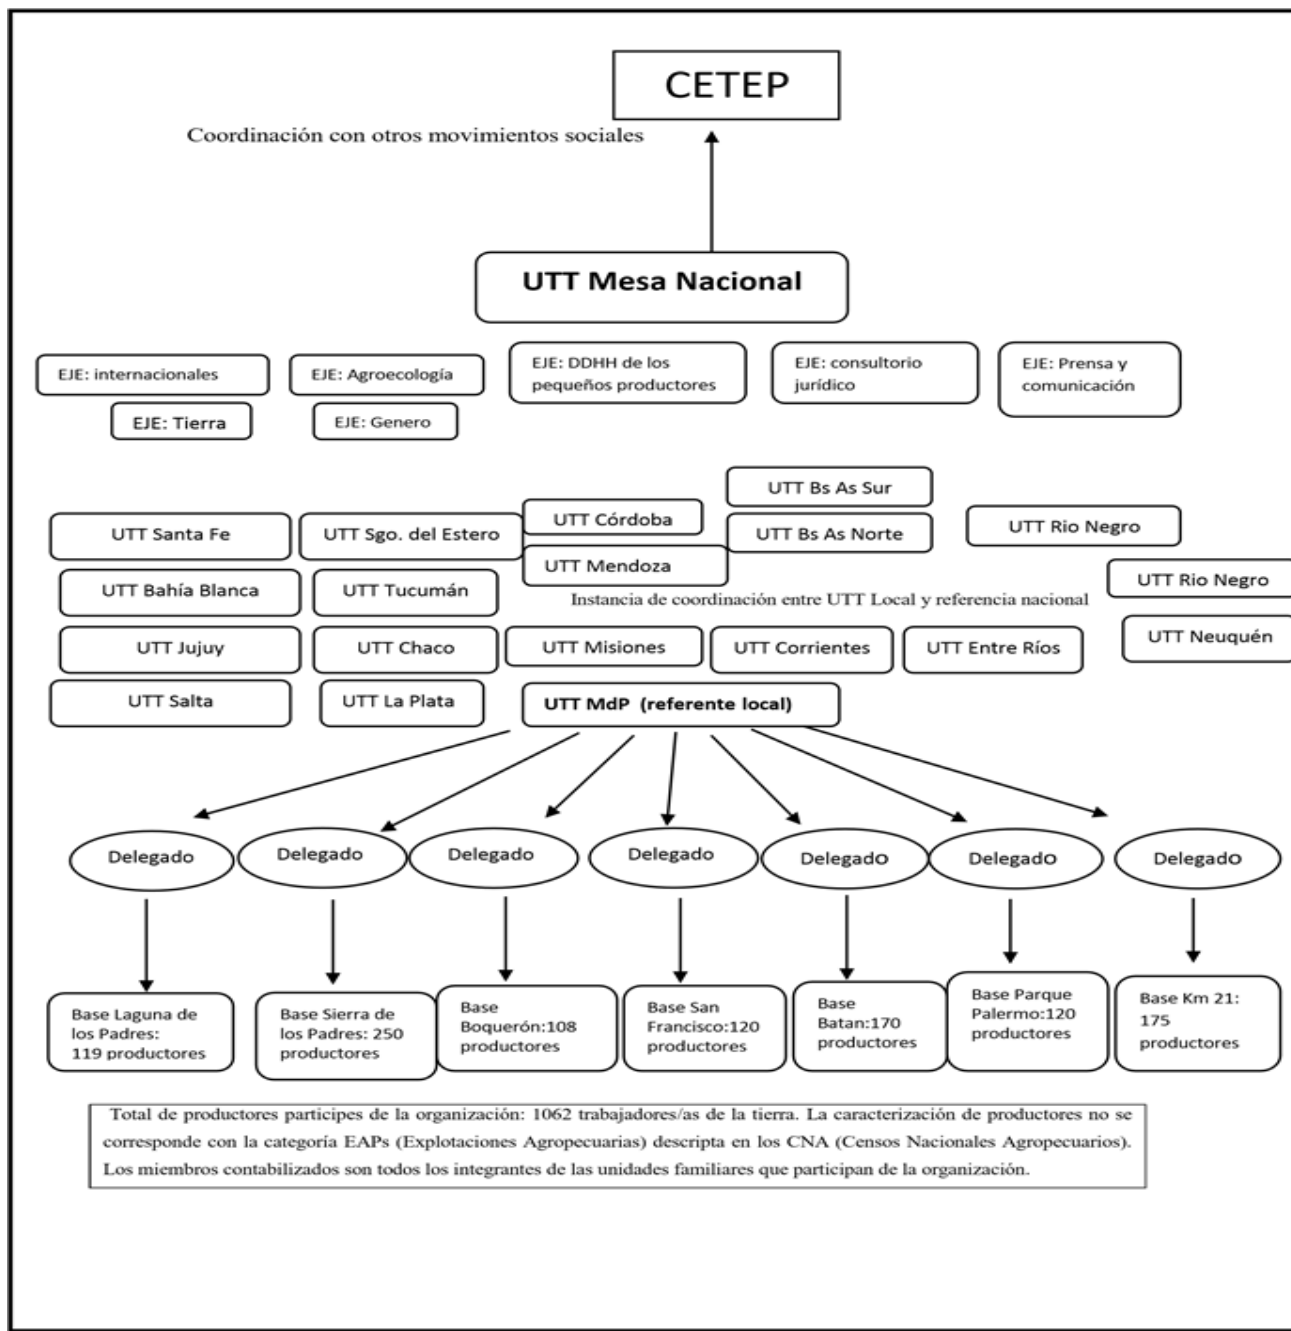 CETEP
Coordinación con otros movimientos sociales
UTT Mesa Nacional
EJE: internacionales
EJE: Agroecología
EJE: DDHH de los
pequeños productores
EJE: consultorio
jurídico
EJE: Prensa y
comunicación
EJE: Tierra
EJE: Genero
UTT Bs As Sur
UTT Santa Fe
UTT Sgo. del Estero
UTT Córdoba
UTT Bs As Norte
UTT Rio Negro
UTT Mendoza
UTT Rio Negro
UTT Bahía Blanca
UTT Tucumán
Instancia de coordinación entre UTT Local y referencia nacional
UTT Jujuy
UTT Chaco
UTT Misiones
UTT Corrientes
UTT Entre Ríos
UTT Neuquén
UTT Salta
UTT La Plata
UTT MdP (referente local)
Delegado
Delegado
Delegado
Delegado
Delegado
Delegado
Delegado
Base Laguna de
los Padres:
119 productores
Base Sierra de
los Padres: 250
productores
Base
Boquerón:108
productores
Base San
Francisco:120
productores
Base
Batan:170
productores
Base Parque
Palermo:120
productores
Base Km 21:
175
productores
Total de productores participes de la organización: 1062 trabajadores/as de la tierra. La caracterización de productores no se
corresponde con la categoría EAPs (Explotaciones Agropecuarias) descripta en los CNA (Censos Nacionales Agropecuarios).
Los miembros contabilizados son todos los integrantes de las unidades familiares que participan de la organización.